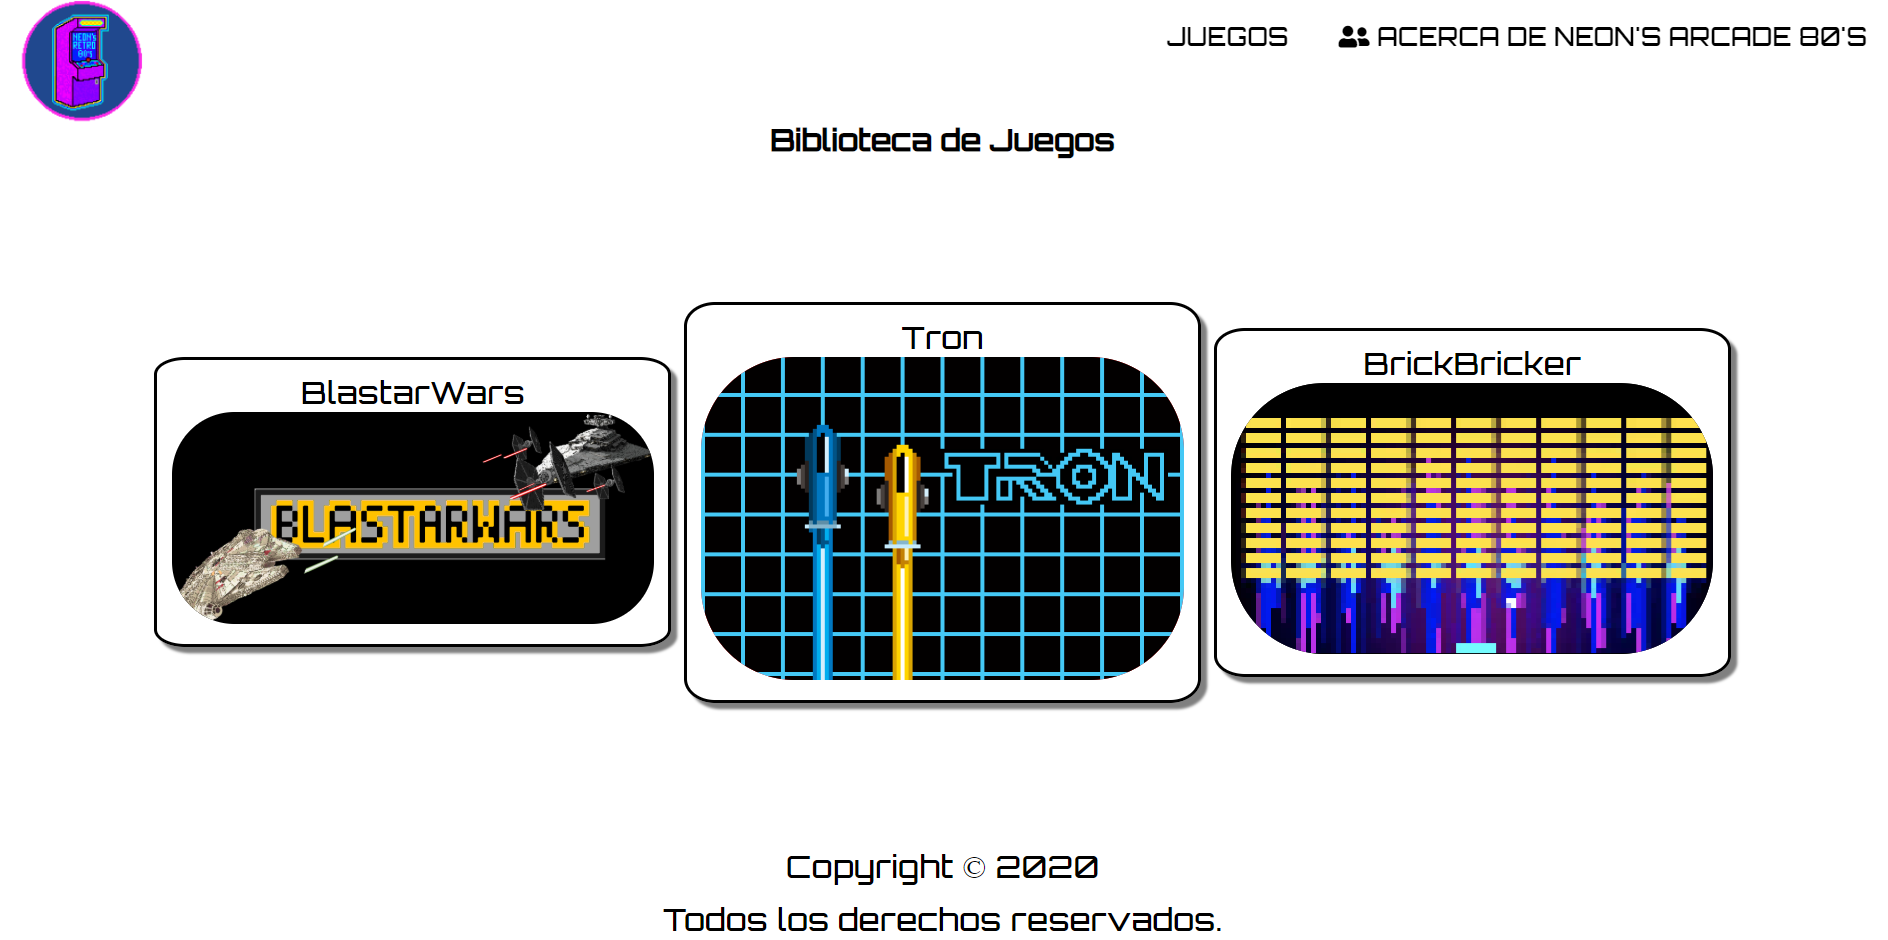 NEON's
RETRO
80's
JUEGOS
ACERCA DE NEON'S ARCADE 80'S
Biblioteca de Juegos
BlastarWars
BLASTARWARS
Tron
TRON
BrickBricker
Copyright © 2020
Todos los derechos reservados.